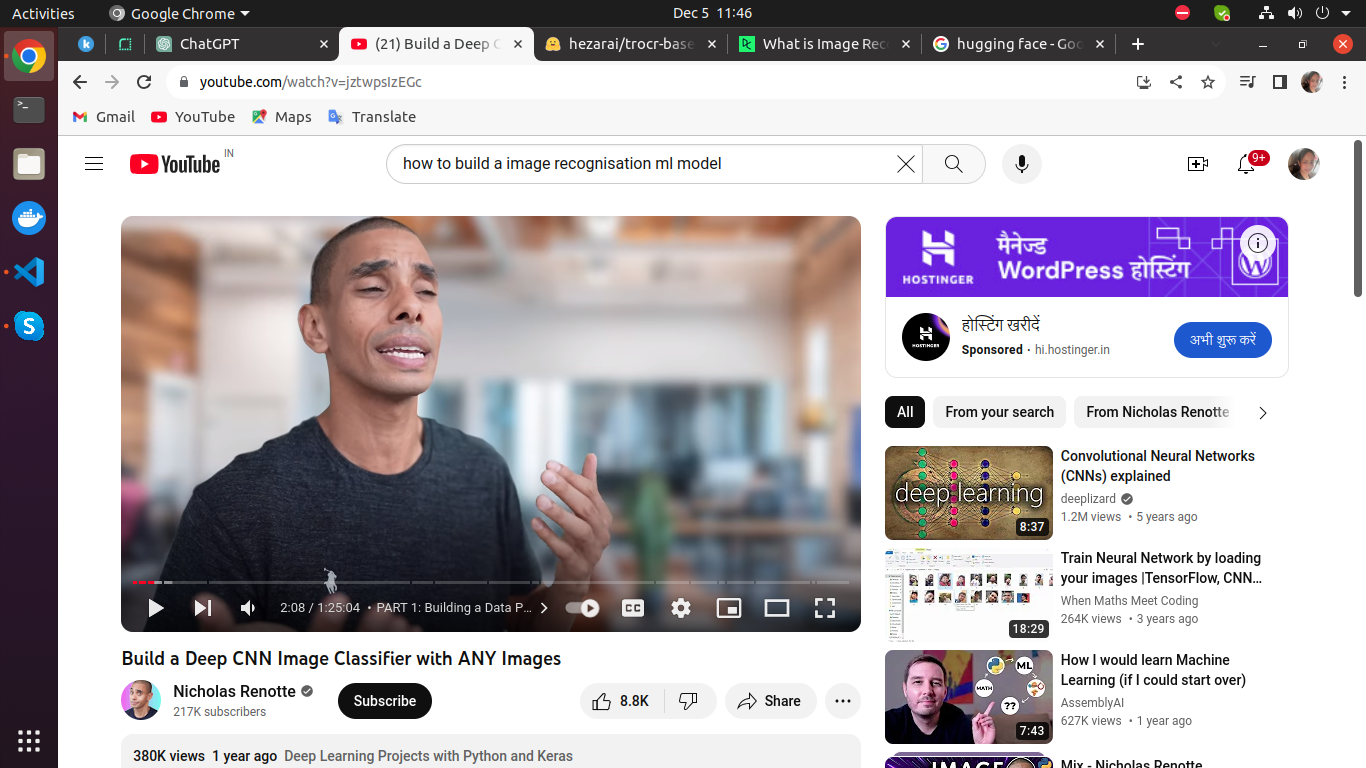 Activities
Google Chrome
Dec 5 11:46
ChatGPT
(21) Build a Deep C
hezarai/trocr-base
What is Image Rec
hugging face - Goo
youtube.com/watch?v=jztwpsIzEGc
Gmail
YouTube
Maps
Translate
YouTube IN
how to build a image recognisation ml model
9+
2:08 / 1:25:04 • PART 1: Building a Data P...
CC
Build a Deep CNN Image Classifier with ANY Images
Nicholas Renotte
217K subscribers
Subscribe
8.8K
Share
380K views 1 year ago Deep Learning Projects with Python and Keras
HOSTINGER
मैनेज्ड
WordPress होस्टिंग
HOSTINGER
होस्टिंग खरीदें
Sponsored · hi.hostinger.in
अभी शुरू करें
All
From your search
From Nicholas Renotte
deep learning
8:37
Convolutional Neural Networks
(CNNs) explained
deeplizard
1.2M views • 5 years ago
18:29
Train Neural Network by loading
your images |TensorFlow, CNN...
When Maths Meet Coding
264K views • 3 years ago
ML
MATH
??
7:43
How I would learn Machine
Learning (if I could start over)
AssemblyAI
627K views • 1 year ago
IMAGE
Mix - Nicholas Renotte